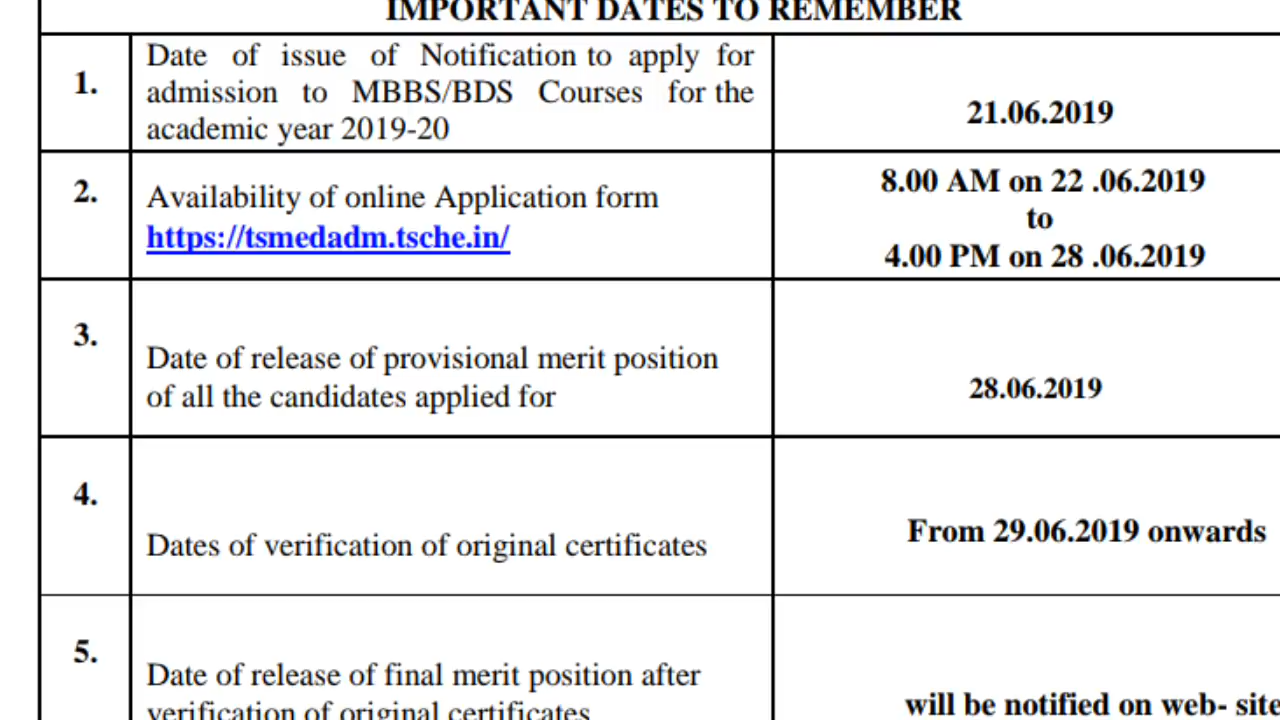 IMPORTANT DATES TO REMEMBER
1.
Date of issue of Notification to apply for
admission to MBBS/BDS Courses for the
academic year 2019-20
21.06.2019
2.
Availability of online Application form
https://tsmedadm.tsche.in/
8.00 AM on 22 .06.2019
to
4.00 PM on 28 .06.2019
3.
Date of release of provisional merit position
of all the candidates applied for
28.06.2019
4.
Dates of verification of original certificates
From 29.06.2019 onwards
5.
Date of release of final merit position after
verification of original certificates
will be notified on web- site